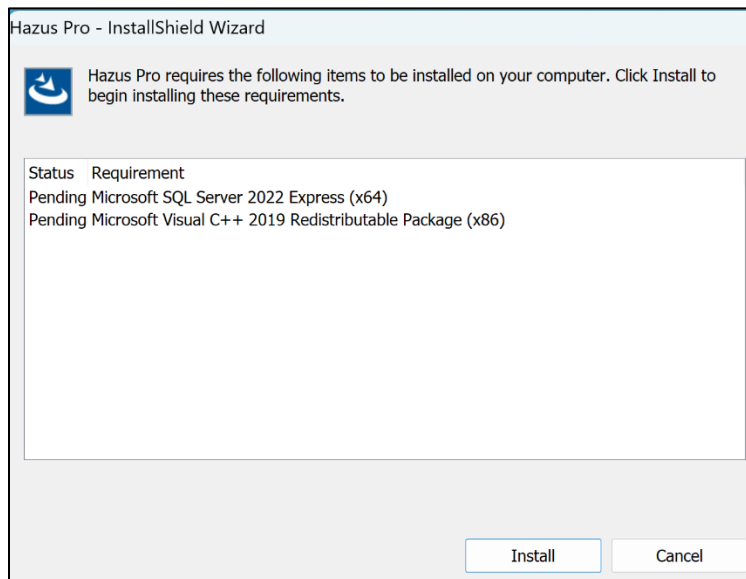 Hazus Pro - InstallShield Wizard
Hazus Pro requires the following items to be installed on your computer. Click Install to
begin installing these requirements.
Status Requirement
Pending Microsoft SQL Server 2022 Express (x64)
Pending Microsoft Visual C++ 2019 Redistributable Package (x86)
Install Cancel